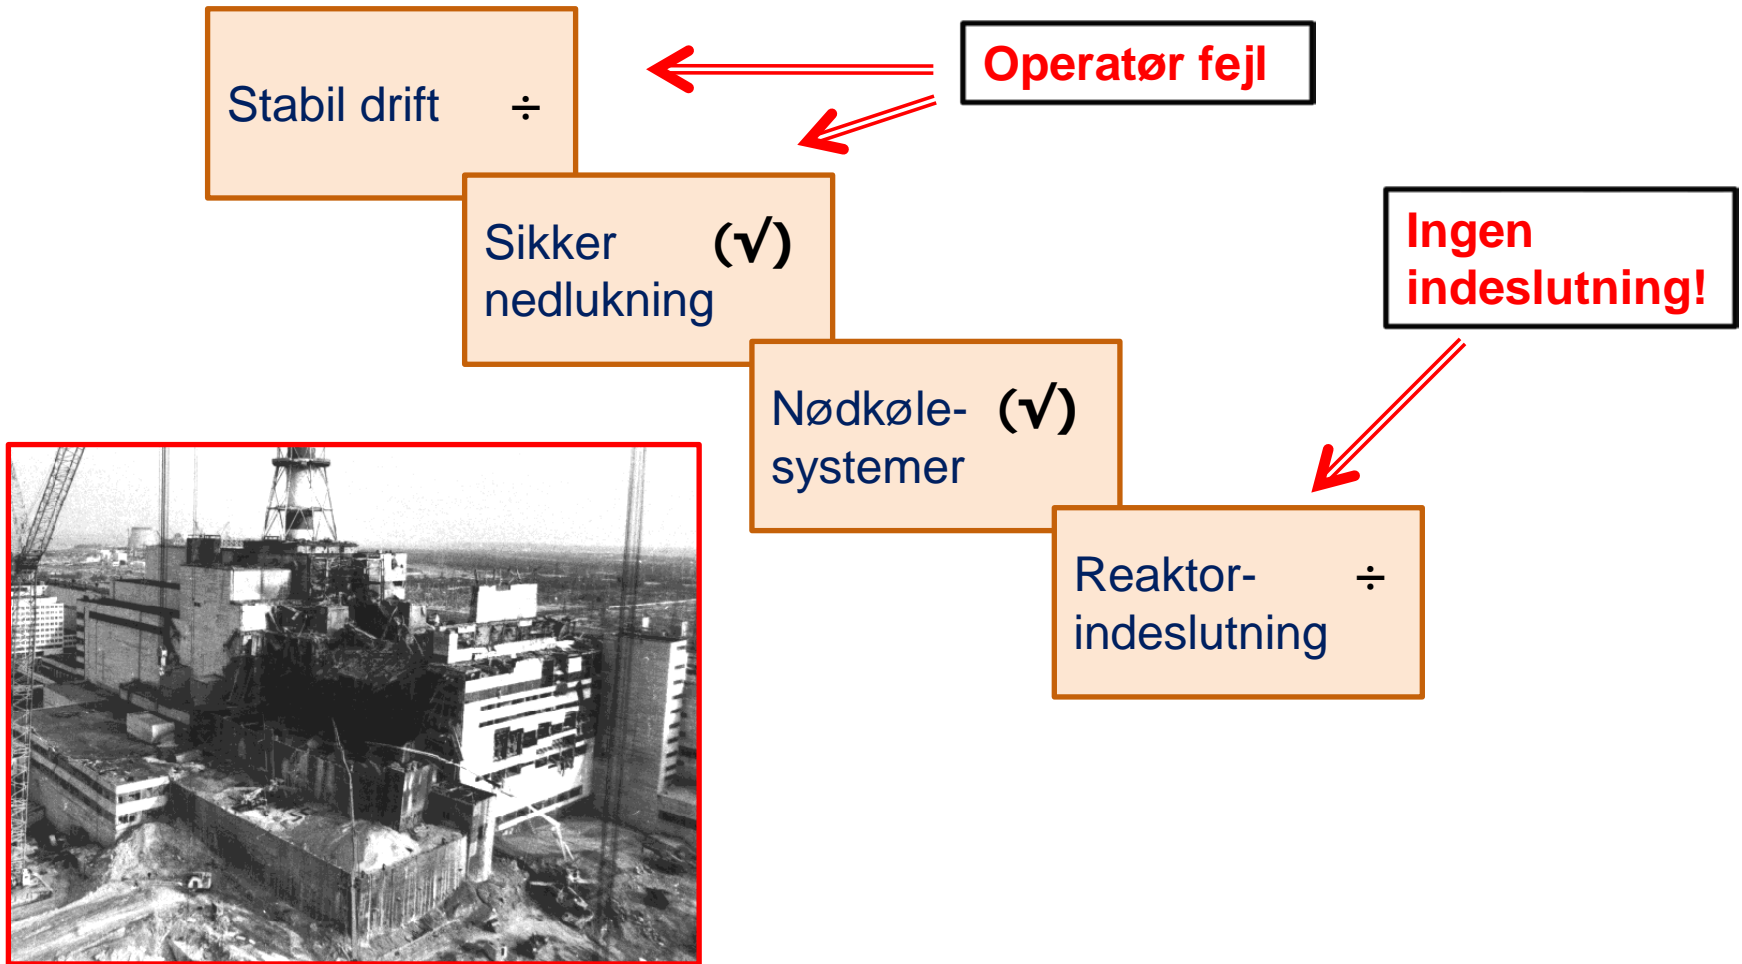 Stabil drift ÷
Operatør fejl
Sikker (√)
nedlukning
Ingen
indeslutning!
Nødkøle- (√)
systemer
Reaktor- ÷
indeslutning